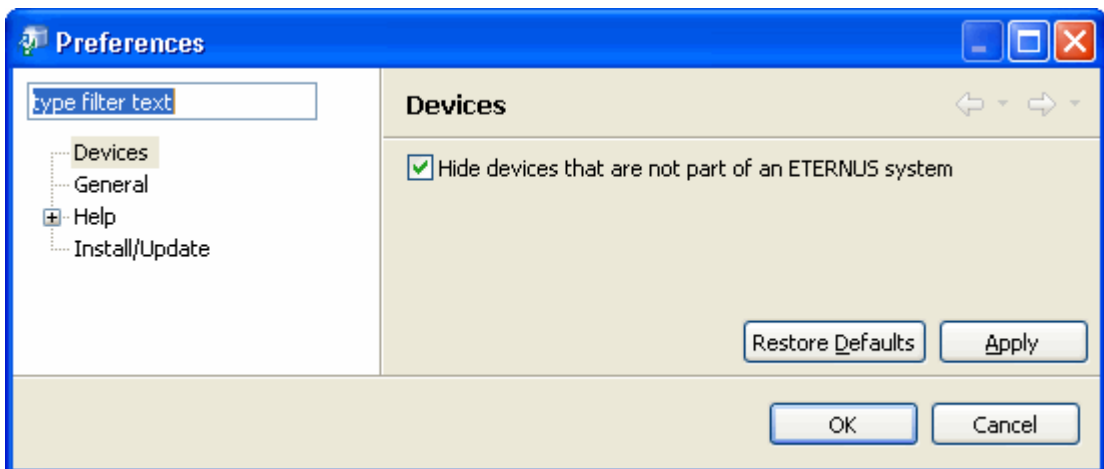 Preferences
type filter text
Devices
General
Help
Install/Update
Devices
Hide devices that are not part of an ETERNUS system
Restore Defaults
Apply
OK
Cancel